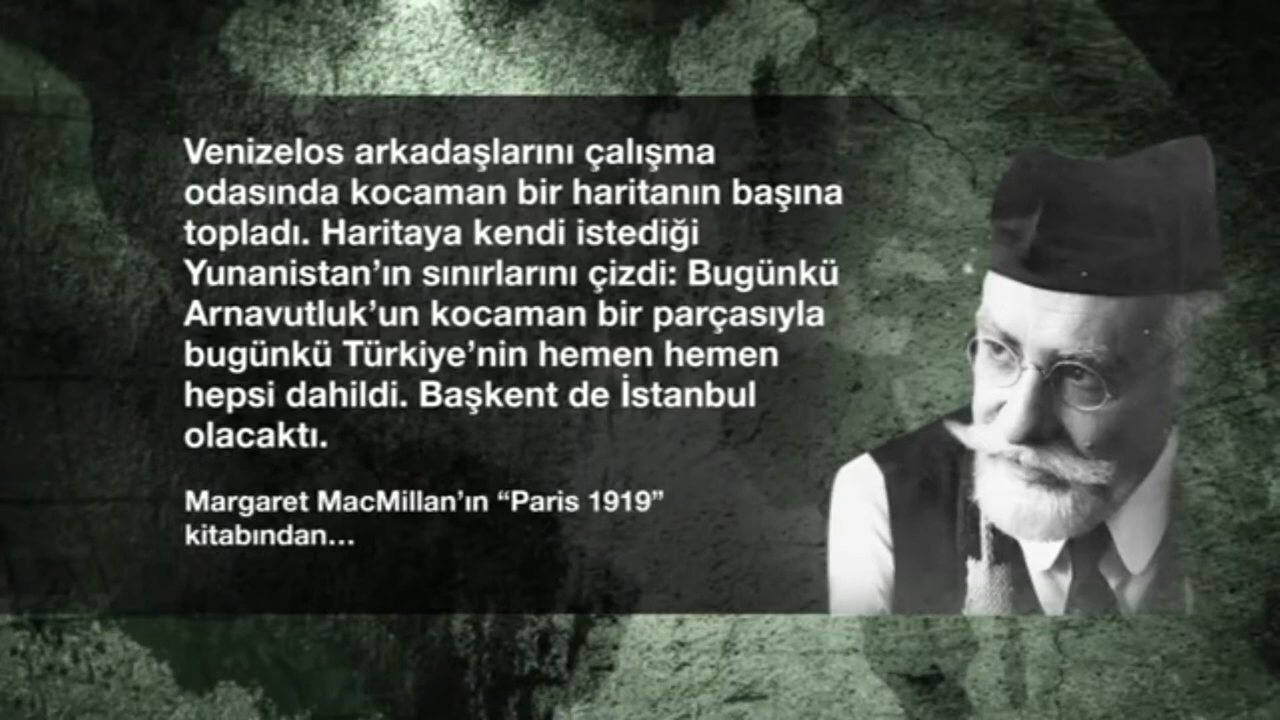 Venizelos arkadaşlarını çalışma
odasında kocaman bir haritanın başına
topladı. Haritaya kendi istediği
Yunanistan’ın sınırlarını çizdi: Bugünkü
Arnavutluk’un kocaman bir parçasıyla
bugünkü Türkiye’nin hemen hemen
hepsi dahildi. Başkent de İstanbul
olacaktı.
Margaret MacMillan’ın “Paris 1919”
kitabından...